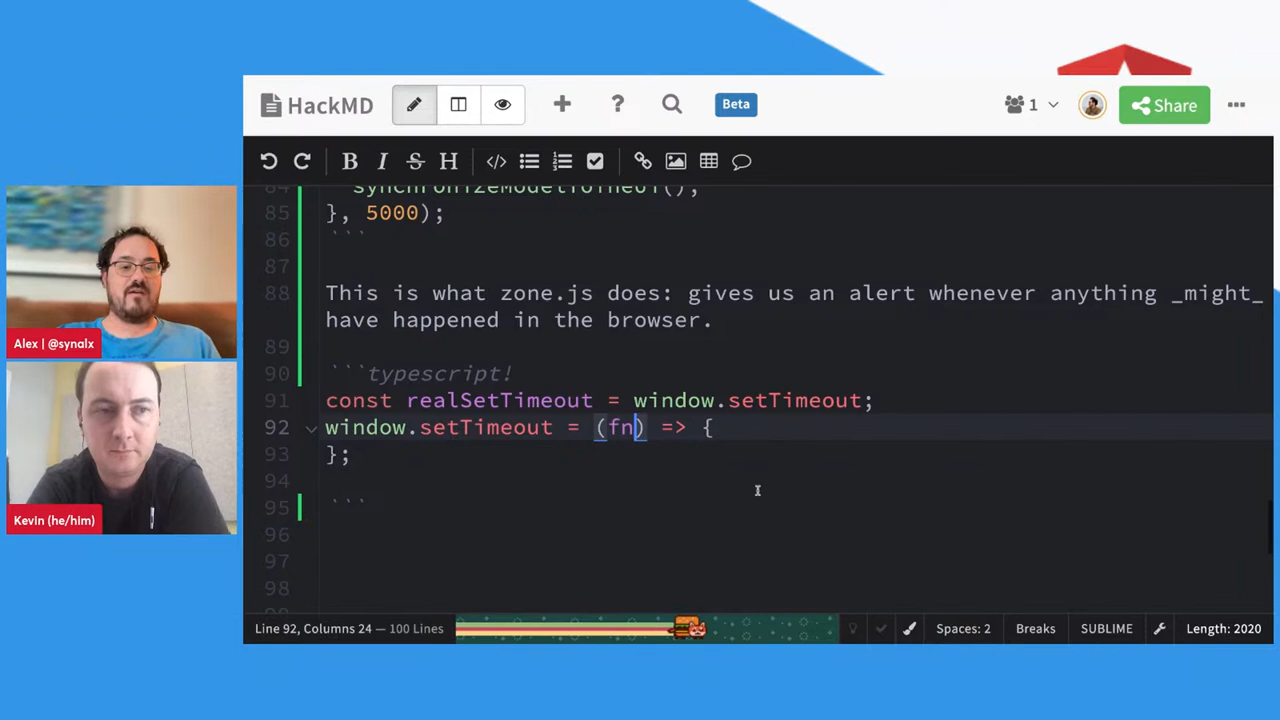 HackMD
Beta
1
Share
84 synchronizeModelToTheUI();
85 }, 5000);
86 ```
87
88 This is what zone.js does: gives us an alert whenever anything _might_
have happened in the browser.
89
90 ```typescript!
91 const realSetTimeout = window.setTimeout;
92 window.setTimeout = (fn) => {
93 };
94
95 ```
96
97
98
Alex | @synalx
Kevin (he/him)
Line 92, Columns 24 — 100 Lines
Spaces: 2
Breaks
SUBLIME
Length: 2020